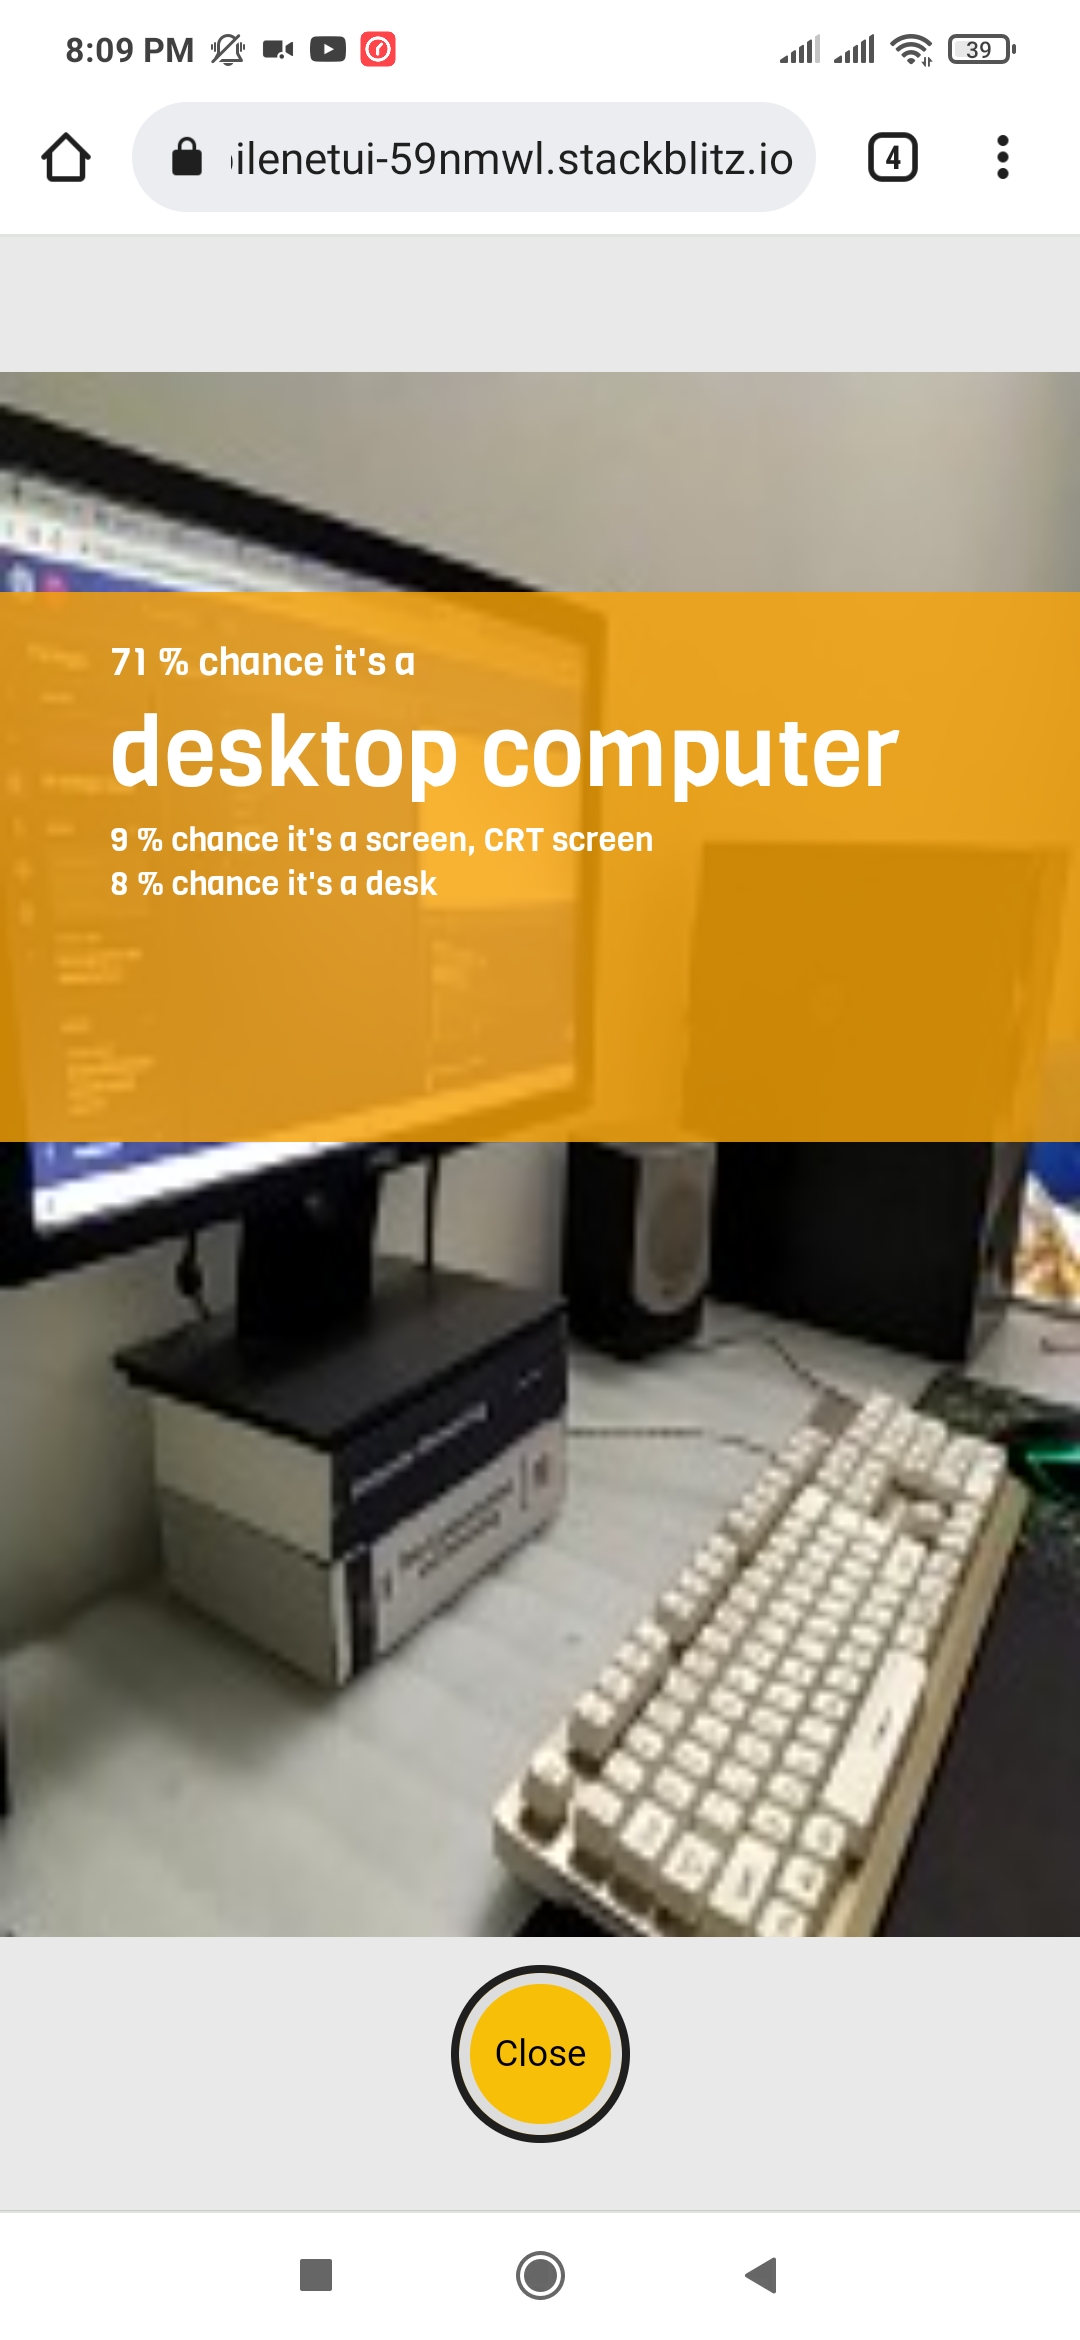 8:09 PM
39
ilenetui-59nmwl.stackblitz.io
4
71 % chance it's a
desktop computer
9 % chance it's a screen, CRT screen
8 % chance it's a desk
Close